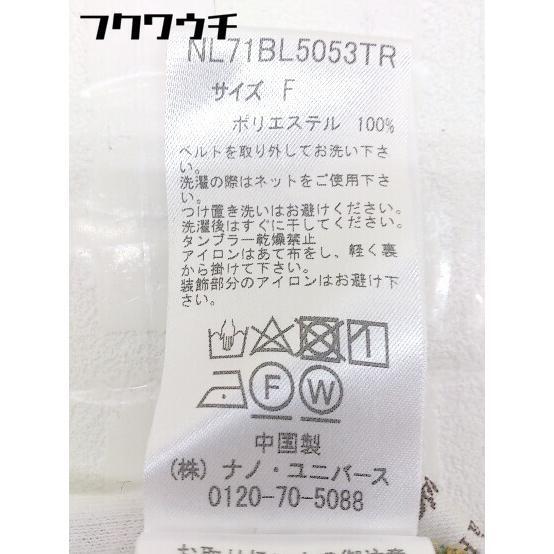 フクワウチ
NL71BL5053TR
サイズ F
ポリエステル 100%
ベルトを取り外してお洗い下さ
い。
洗濯の際はネットをご使用下さ
い。
つけ置き洗いはお避けください。
洗濯後はすぐに干してください。
タンブラー乾燥禁止
アイロンはあて布をし、軽く裏
から掛けて下さい。
装飾部分のアイロンはお避け下
さい。
F W
中国製
(株) ナノ・ユニバース
0120-70-5088